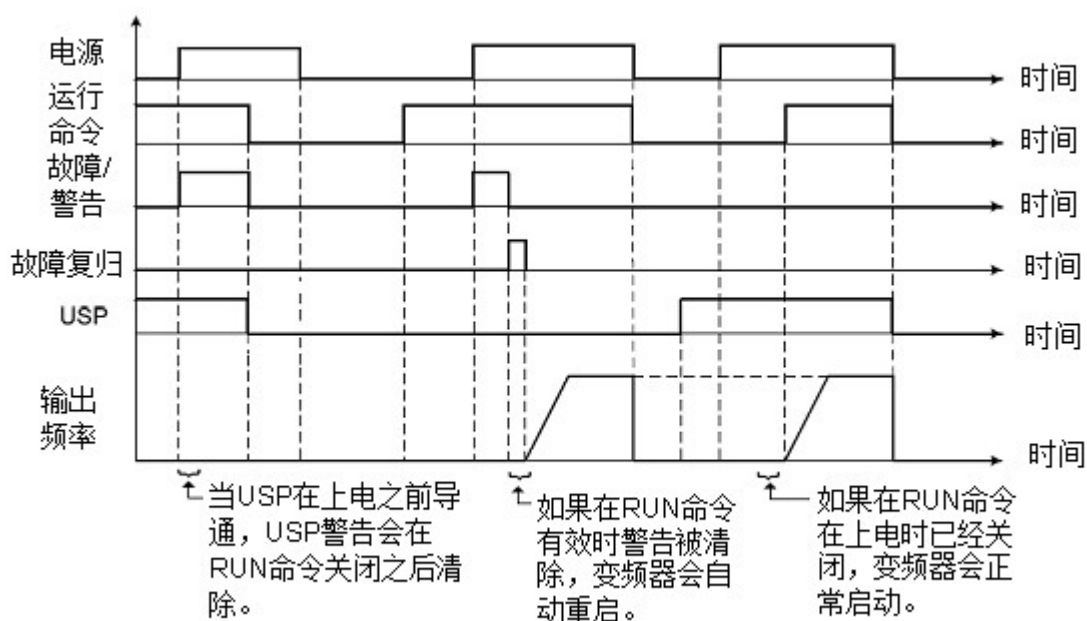 电源
时间
运行
命令
时间
故障/
警告
时间
故障复归
时间
USP
时间
输出
频率
时间
当USP在上电之前导
通，USP警告会在
RUN命令关闭之后清
除。
如果在RUN命令
有效时警告被清
除，变频器会自
动重启。
如果在RUN命令
在上电时已经关
闭，变频器会正
常启动。